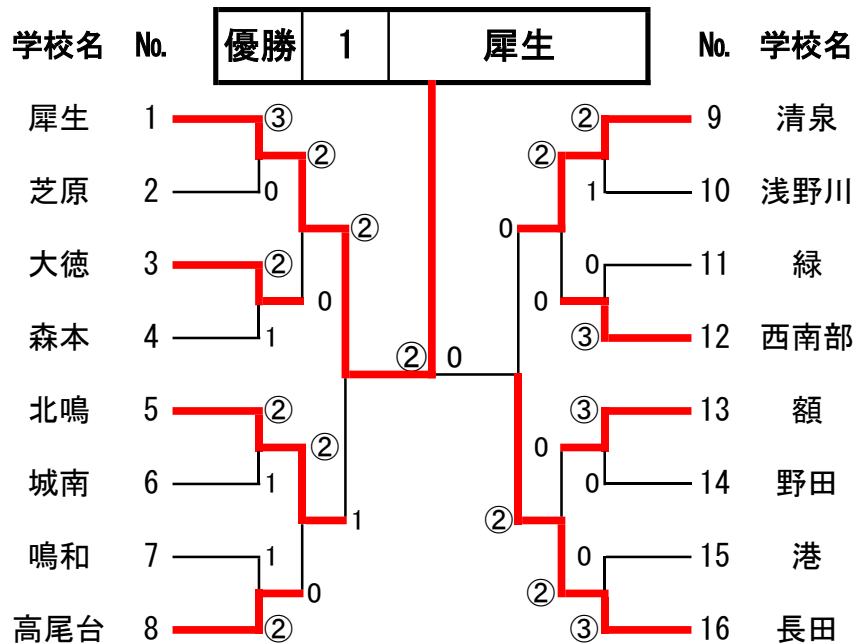 学校名 No. 優勝 1 犀生 No. 学校名
犀生 1 ③ ② 9 清泉
② ②
芝原 2 0 1 10 浅野川
② 0
大徳 3 ② 0 11 緑
0 0
森本 4 1 ③ 12 西南部
② 0
北鳴 5 ② ③ 13 額
② 0
城南 6 1 0 14 野田
1 ②
鳴和 7 1 0 15 港
0 ②
高尾台 8 ② ③ 16 長田